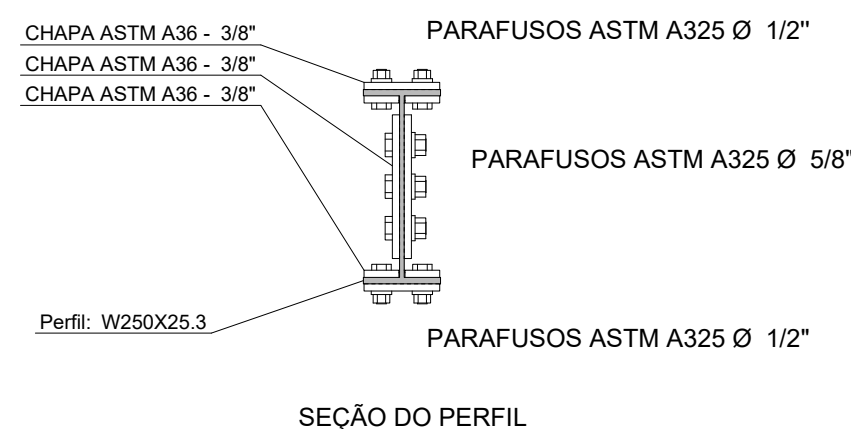 CHAPA ASTM A36 - 3/8"
PARAFUSOS ASTM A325 Ø 1/2"
CHAPA ASTM A36 - 3/8"
CHAPA ASTM A36 - 3/8"
PARAFUSOS ASTM A325 Ø 5/8"
Perfil: W250X25.3
PARAFUSOS ASTM A325 Ø 1/2"
SEÇÃO DO PERFIL